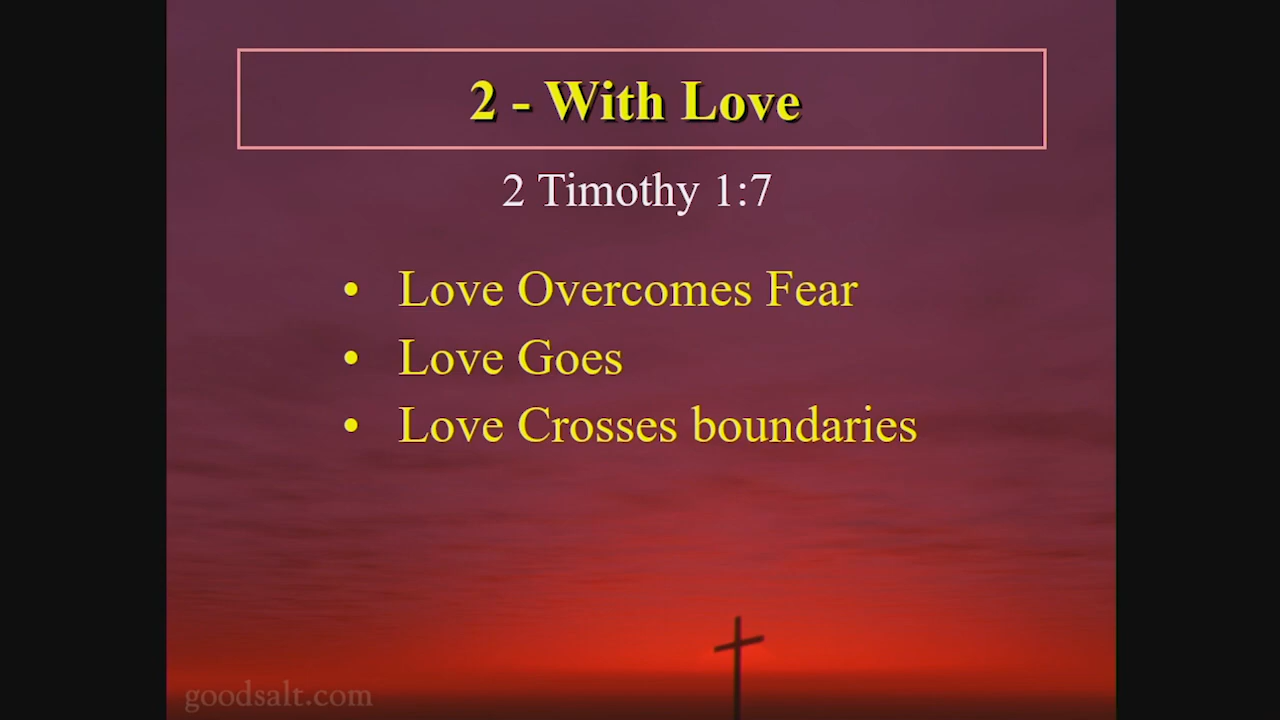 2 - With Love
2 Timothy 1:7
• Love Overcomes Fear
• Love Goes
• Love Crosses boundaries
goodsalt.com